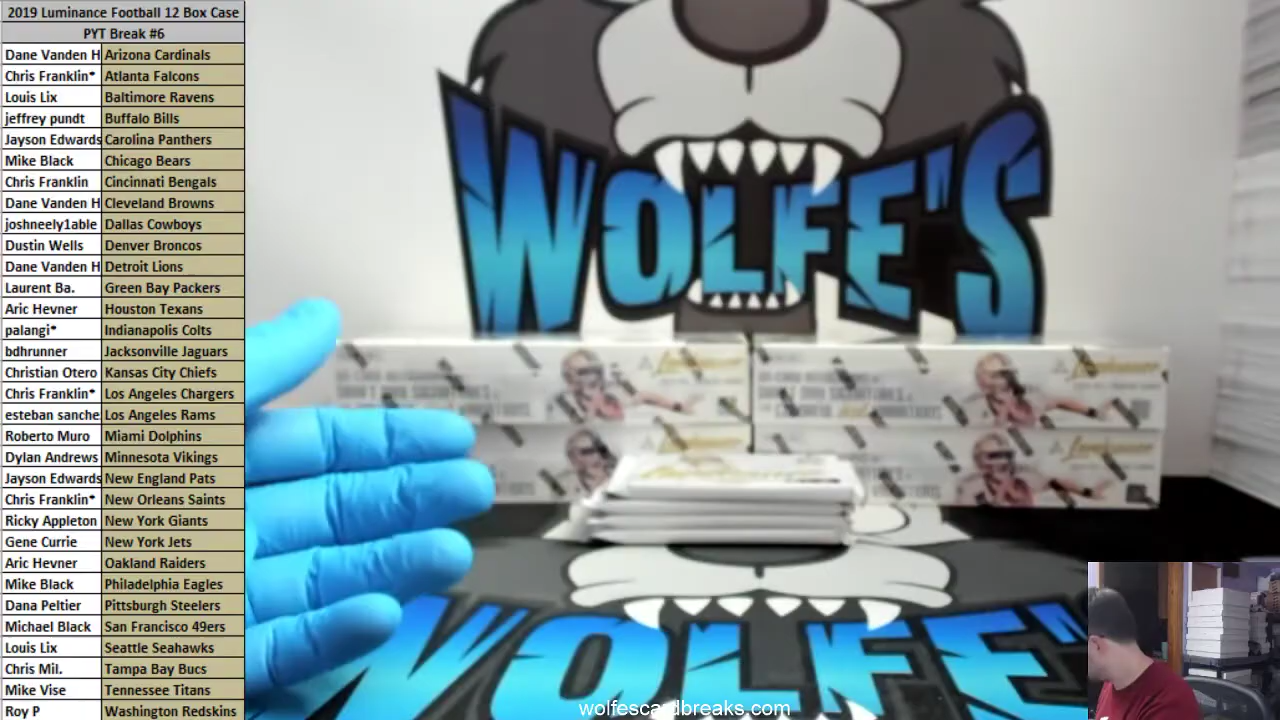 2019 Luminance Football 12 Box Case
PYT Break #6
Dane Vanden H Arizona Cardinals
Chris Franklin* Atlanta Falcons
Louis Lix Baltimore Ravens
jeffrey pundt Buffalo Bills
Jayson Edwards Carolina Panthers
Mike Black Chicago Bears
Chris Franklin Cincinnati Bengals
Dane Vanden H Cleveland Browns
joshneely1able Dallas Cowboys
Dustin Wells Denver Broncos
Dane Vanden H Detroit Lions
Laurent Ba. Green Bay Packers
Aric Hevner Houston Texans
palangi* Indianapolis Colts
bdhrunner Jacksonville Jaguars
Christian Otero Kansas City Chiefs
Chris Franklin* Los Angeles Chargers
esteban sanche Los Angeles Rams
Roberto Muro Miami Dolphins
Dylan Andrews Minnesota Vikings
Jayson Edwards New England Pats
Chris Franklin* New Orleans Saints
Ricky Appleton New York Giants
Gene Currie New York Jets
Aric Hevner Oakland Raiders
Mike Black Philadelphia Eagles
Dana Peltier Pittsburgh Steelers
Michael Black San Francisco 49ers
Louis Lix Seattle Seahawks
Chris Mil. Tampa Bay Bucs
Mike Vise Tennessee Titans
Roy P Washington Redskins
WOLFE'S
Luminance Luminance
Luminance Luminance
WOLFE'
wolfescardbreaks.com